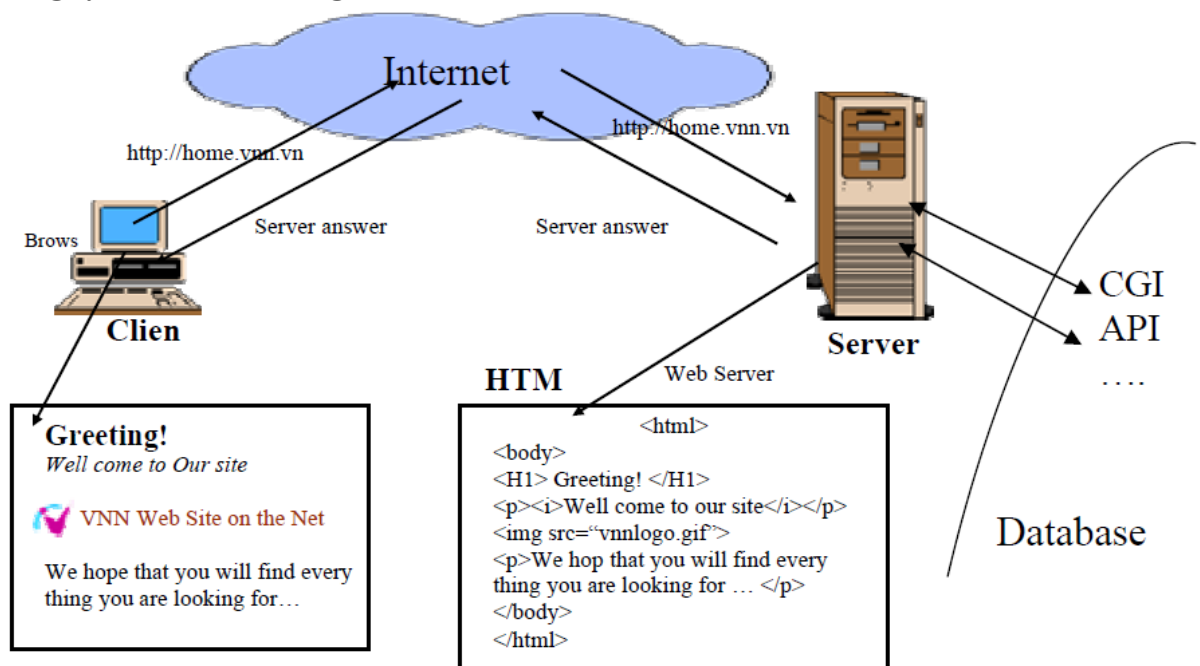 Internet
http://home.vnn.vn
http://home.vnn.vn
Server answer
Server answer
Brows
Clien
Server
CGI
API
….
Database
Web Server
HTM
Greeting!
Well come to Our site
VNN Web Site on the Net
We hope that you will find every
thing you are looking for…
<html>
<body>
<H1> Greeting! </H1>
<p><i>Well come to our site</i></p>
<img src=“vnnlogo.gif”>
<p>We hop that you will find every
thing you are looking for … </p>
</body>
</html>